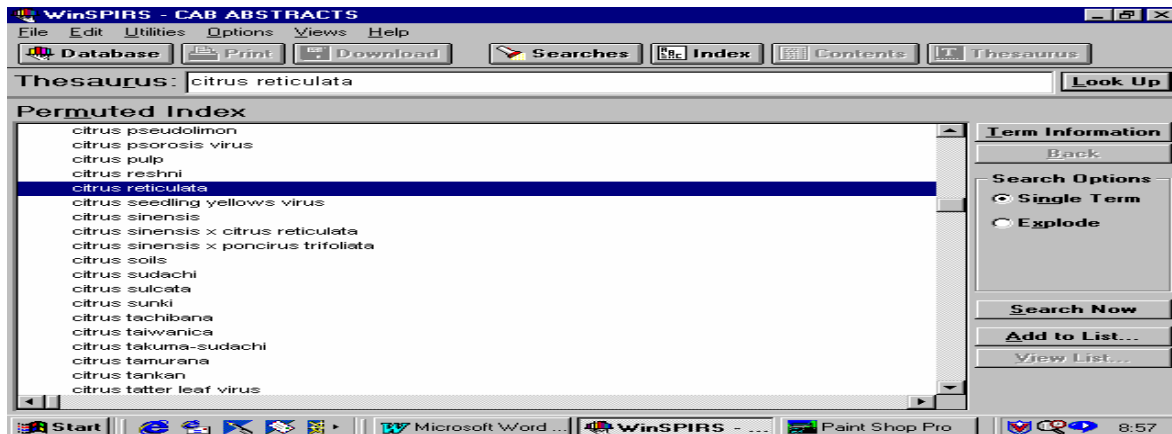 WinSPIRS - CAB ABSTRACTS
File Edit Utilities Options Views Help
Database Print Download Searches Index Contents Thesaurus
Thesaurus: citrus reticulata Look Up
Permuted Index
citrus pseudolimon
citrus psorosis virus
citrus pulp
citrus reshni
citrus reticulata
citrus seedling yellows virus
citrus sinensis
citrus sinensis x citrus reticulata
citrus sinensis x poncirus trifoliata
citrus soils
citrus sudachi
citrus sulcata
citrus sunki
citrus tachibana
citrus taiwanica
citrus takuma-sudachi
citrus tamurana
citrus tankan
citrus tatter leaf virus
Term Information
Back
Search Options
Single Term
Explode
Search Now
Add to List...
View List...
Start Microsoft Word ... WinSPIRS - ... Paint Shop Pro 8:57